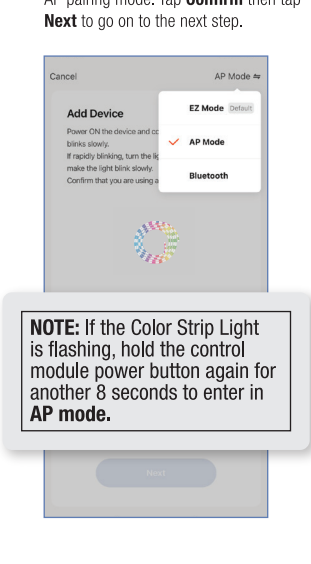 AP pairing mode. Tap Confirm then tap
Next to go on to the next step.
Cancel
AP Mode ⇋
EZ Mode Default
AP Mode
Bluetooth
Add Device
Power ON the device and co
blinks slowly.
If rapidly blinking, turn the lig
make the light blink slowly.
Confirm that you are using a
NOTE: If the Color Strip Light
is flashing, hold the control
module power button again for
another 8 seconds to enter in
AP mode.
Next